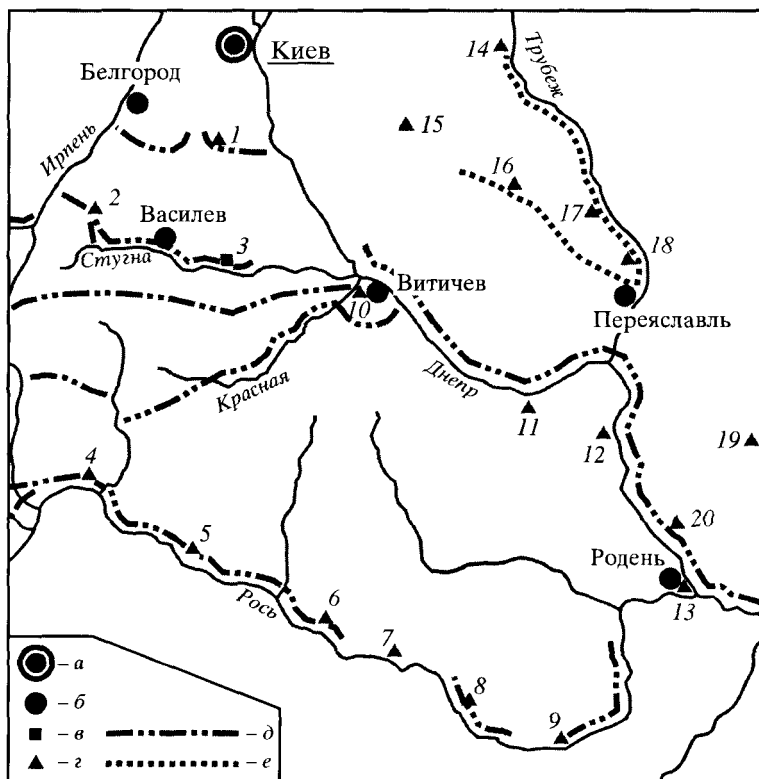 14
Киев
Трубеж
Белгород
15
1
Ирпень
16
2
Василев
17
3
18
Стугна
Витичев
10
Переяславль
Красная
Днепр
11
12
19
4
20
5
Родень
Рось
6
13
7
– а
– б
8
9
– в
– д
– г
– е